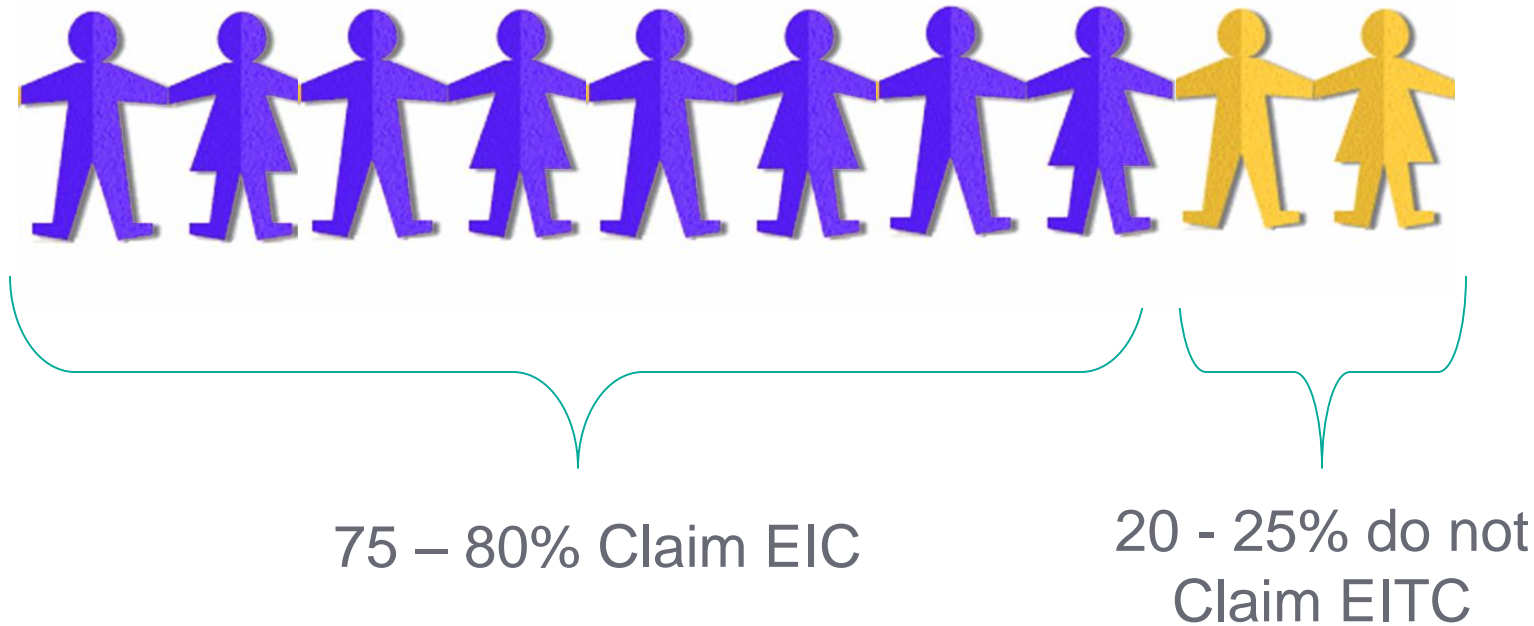 75 – 80% Claim EIC
20 - 25% do not
Claim EITC